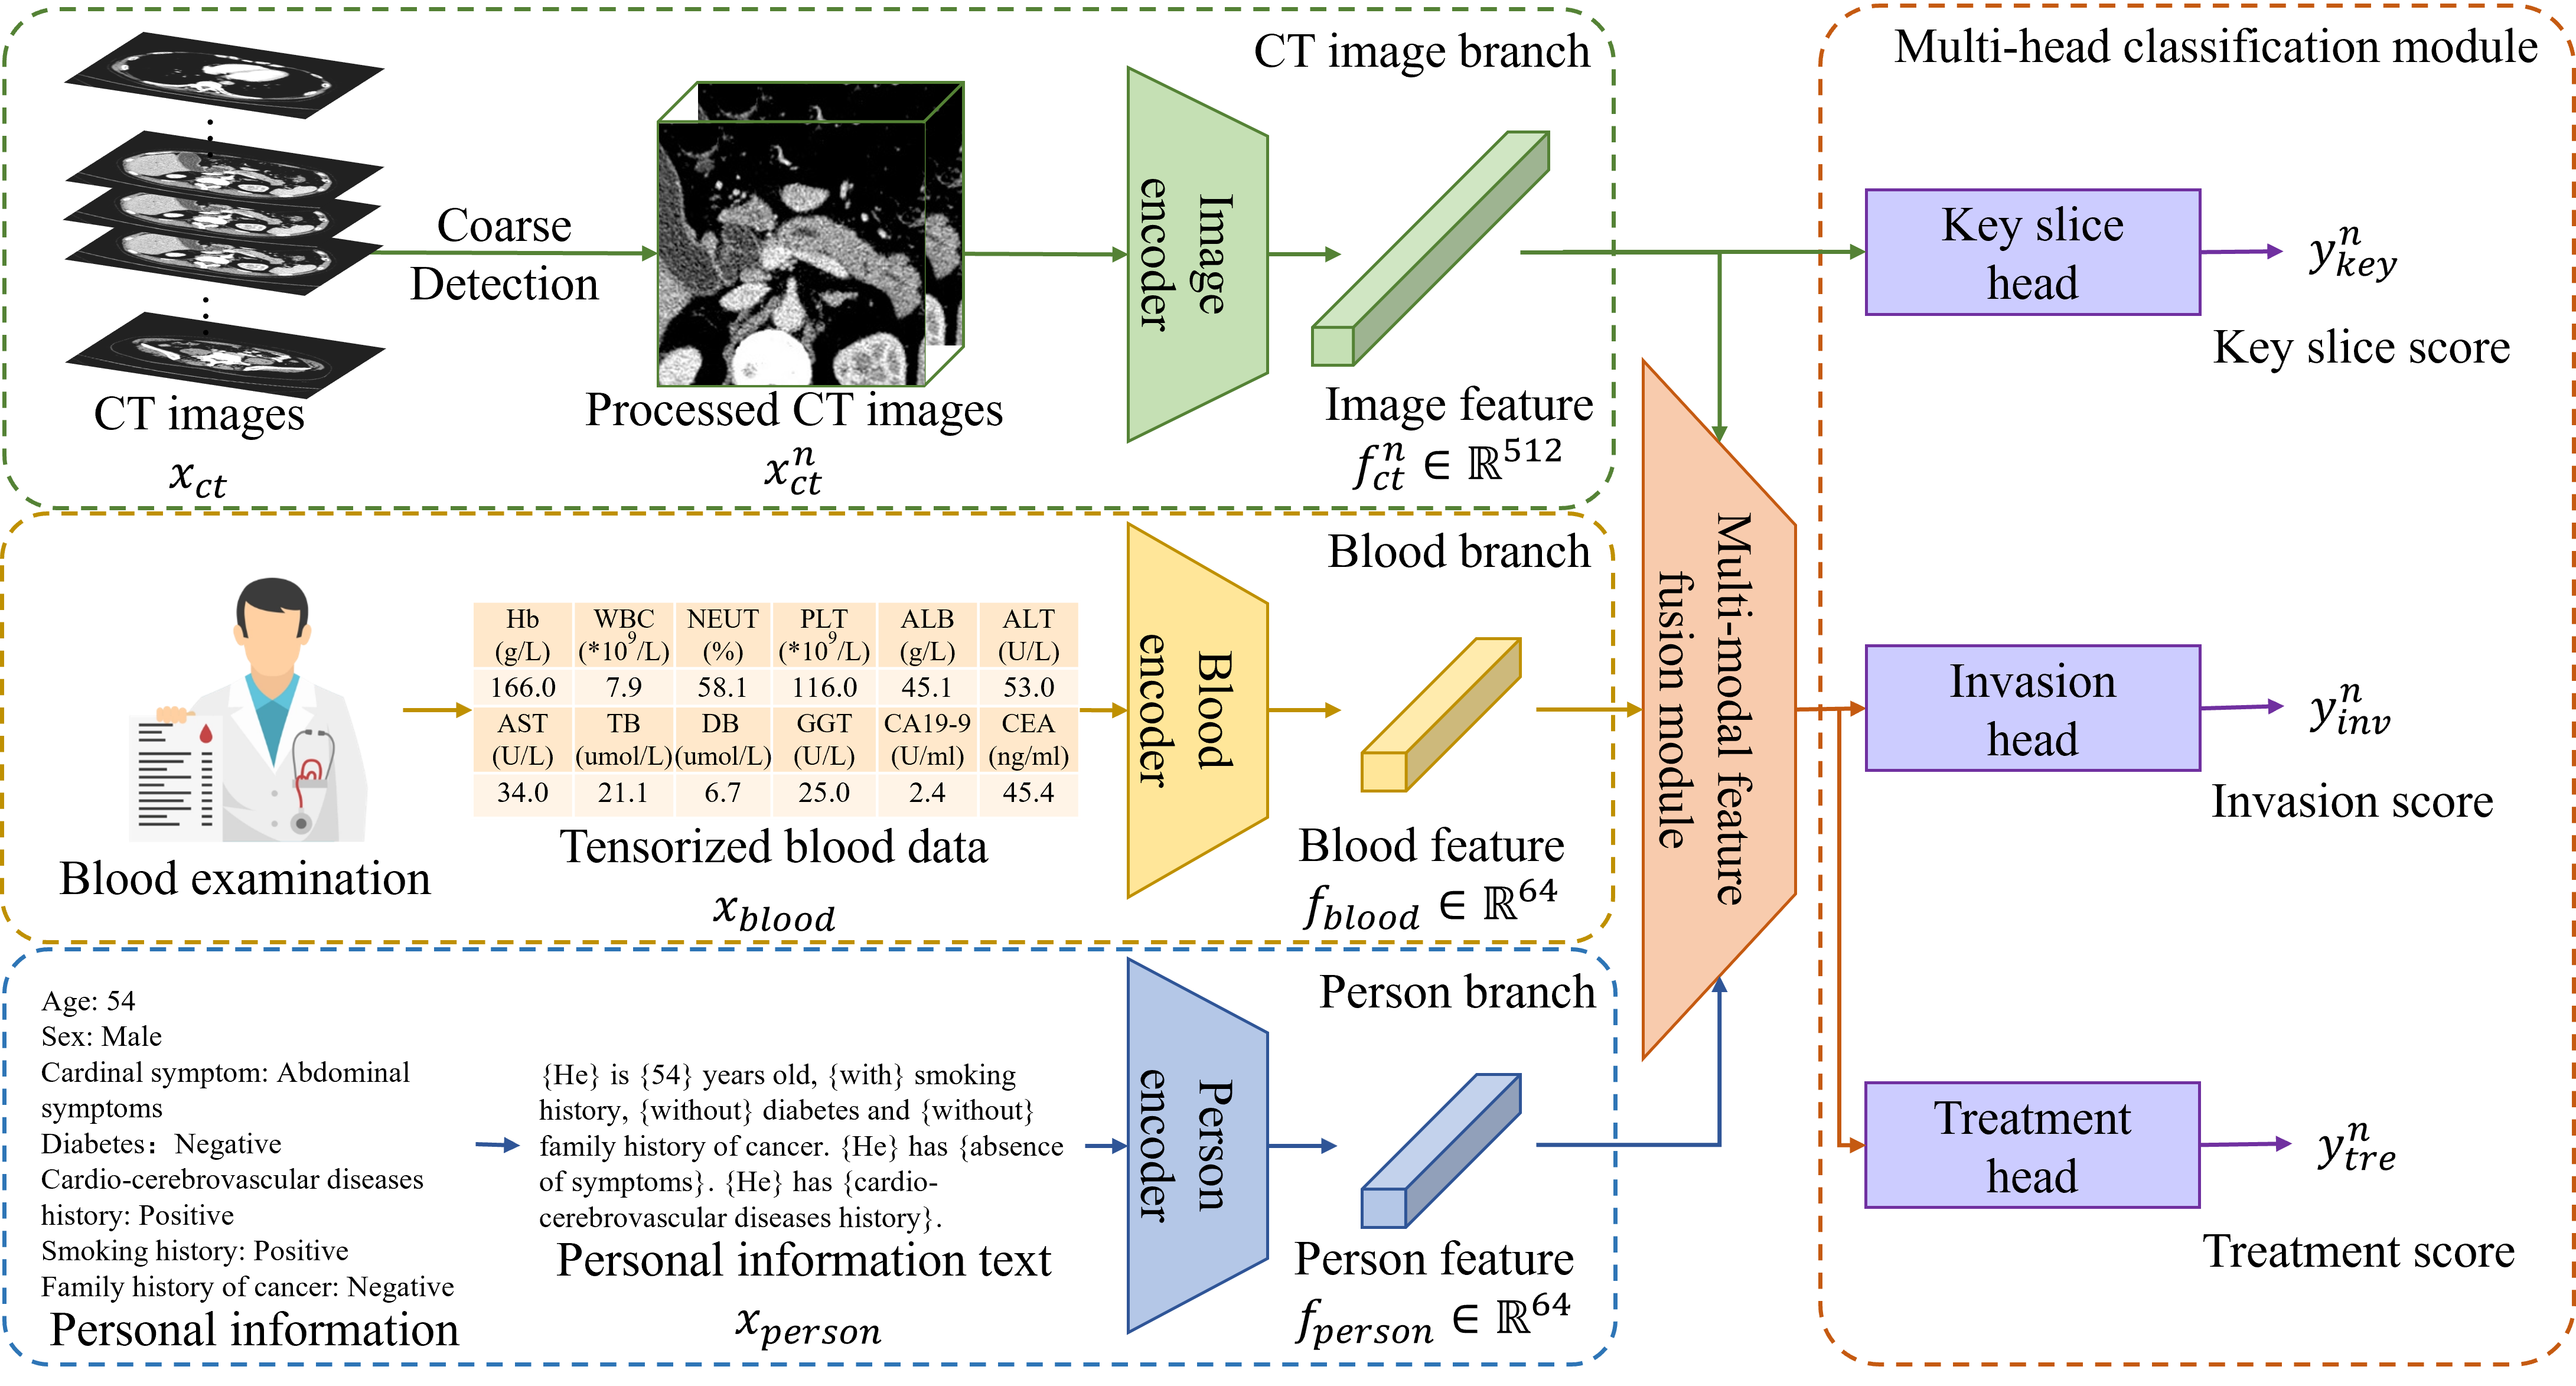 CT image branch
Coarse
Detection
Image
encoder
CT images
x_{ct}
Processed CT images
x_{ct}^{n}
Image feature
f_{ct}^{n} ∈ ℝ^{512}
Blood branch
Hb WBC NEUT PLT ALB ALT
(g/L) (*10^9/L) (%) (*10^9/L) (g/L) (U/L)
166.0 7.9 58.1 116.0 45.1 53.0
AST TB DB GGT CA19-9 CEA
(U/L) (umol/L) (umol/L) (U/L) (U/ml) (ng/ml)
34.0 21.1 6.7 25.0 2.4 45.4
Blood
encoder
Blood examination
Tensorized blood data
x_{blood}
Blood feature
f_{blood} ∈ ℝ^{64}
Person branch
Age: 54
Sex: Male
Cardinal symptom: Abdominal
symptoms
Diabetes：Negative
Cardio-cerebrovascular diseases
history: Positive
Smoking history: Positive
Family history of cancer: Negative
Personal information
{He} is {54} years old, {with} smoking
history, {without} diabetes and {without}
family history of cancer. {He} has {absence
of symptoms}. {He} has {cardio-
cerebrovascular diseases history}.
Personal information text
x_{person}
Person
encoder
Person feature
f_{person} ∈ ℝ^{64}
Multi-modal feature
fusion module
Multi-head classification module
Key slice
head
y_{key}^{n}
Key slice score
Invasion
head
y_{inv}^{n}
Invasion score
Treatment
head
y_{tre}^{n}
Treatment score